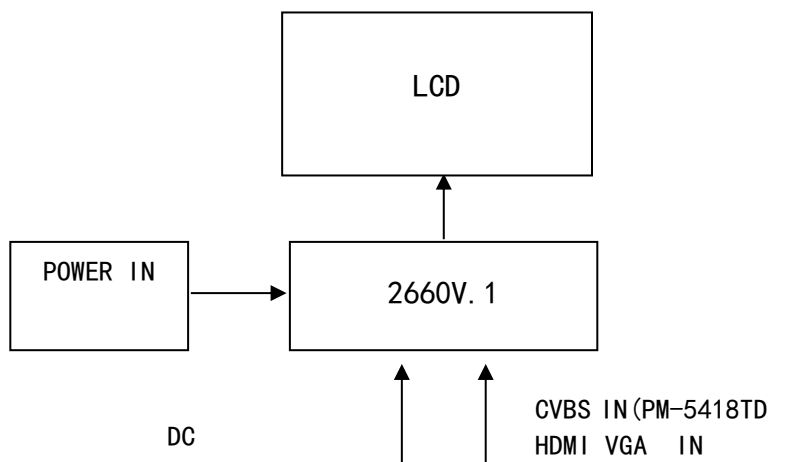 LCD
POWER IN
2660V.1
DC
CVBS IN(PM-5418TD
HDMI VGA IN